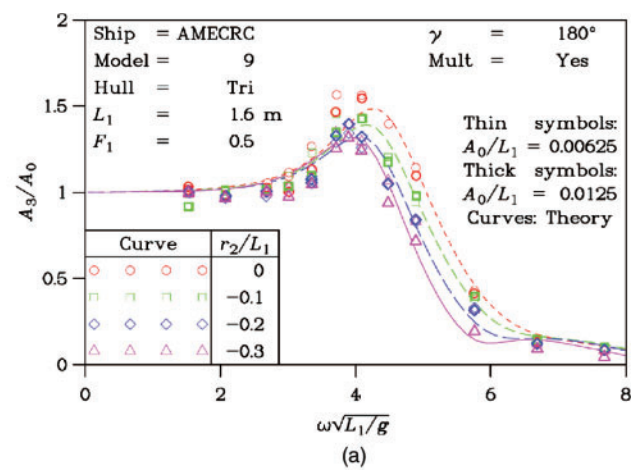 Ship = AMECRC
Model = 9
Hull = Tri
L₁ = 1.6 m
F₁ = 0.5
γ = 180°
Mult = Yes
Thin symbols:
A₀/L₁ = 0.00625
Thick symbols:
A₀/L₁ = 0.0125
Curves: Theory
2
1.5
1
0.5
0
A₃/A₀
Curve r₂/L₁
0
−0.1
−0.2
−0.3
0 2 4 6 8
ω√L₁/g
(a)